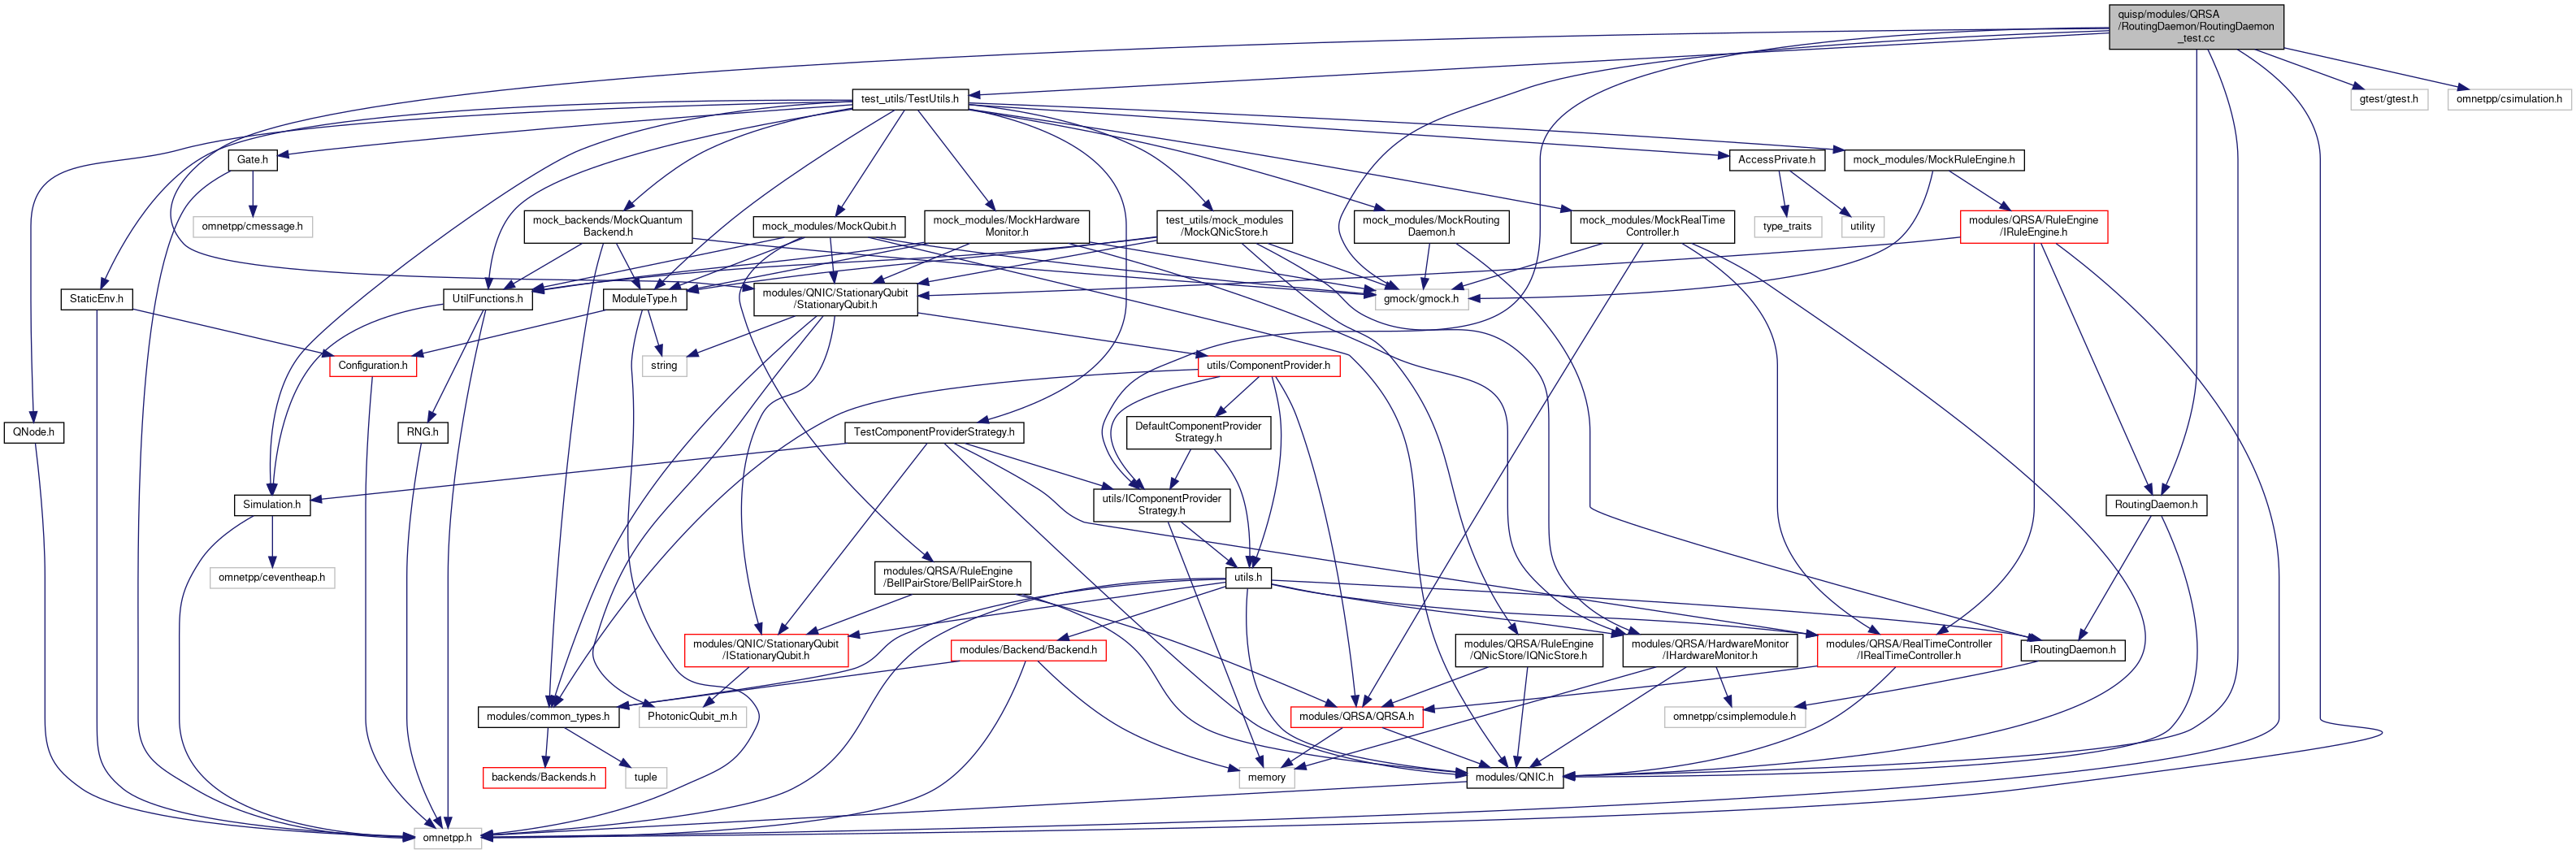 quisp/modules/QRSA
/RoutingDaemon/RoutingDaemon
_test.cc
test_utils/TestUtils.h
gtest/gtest.h
omnetpp/csimulation.h
Gate.h
AccessPrivate.h
mock_modules/MockRuleEngine.h
omnetpp/cmessage.h
mock_backends/MockQuantum
Backend.h
mock_modules/MockQubit.h
mock_modules/MockHardware
Monitor.h
test_utils/mock_modules
/MockQNicStore.h
mock_modules/MockRouting
Daemon.h
mock_modules/MockRealTime
Controller.h
type_traits
utility
modules/QRSA/RuleEngine
/IRuleEngine.h
StaticEnv.h
UtilFunctions.h
ModuleType.h
modules/QNIC/StationaryQubit
/StationaryQubit.h
gmock/gmock.h
Configuration.h
string
utils/ComponentProvider.h
QNode.h
RNG.h
TestComponentProviderStrategy.h
DefaultComponentProvider
Strategy.h
Simulation.h
utils/IComponentProvider
Strategy.h
RoutingDaemon.h
omnetpp/ceventheap.h
modules/QRSA/RuleEngine
/BellPairStore/BellPairStore.h
utils.h
modules/QNIC/StationaryQubit
/IStationaryQubit.h
modules/Backend/Backend.h
modules/QRSA/RuleEngine
/QNicStore/IQNicStore.h
modules/QRSA/HardwareMonitor
/IHardwareMonitor.h
modules/QRSA/RealTimeController
/IRealTimeController.h
IRoutingDaemon.h
modules/common_types.h
PhotonicQubit_m.h
modules/QRSA/QRSA.h
omnetpp/csimplemodule.h
backends/Backends.h
tuple
memory
modules/QNIC.h
omnetpp.h